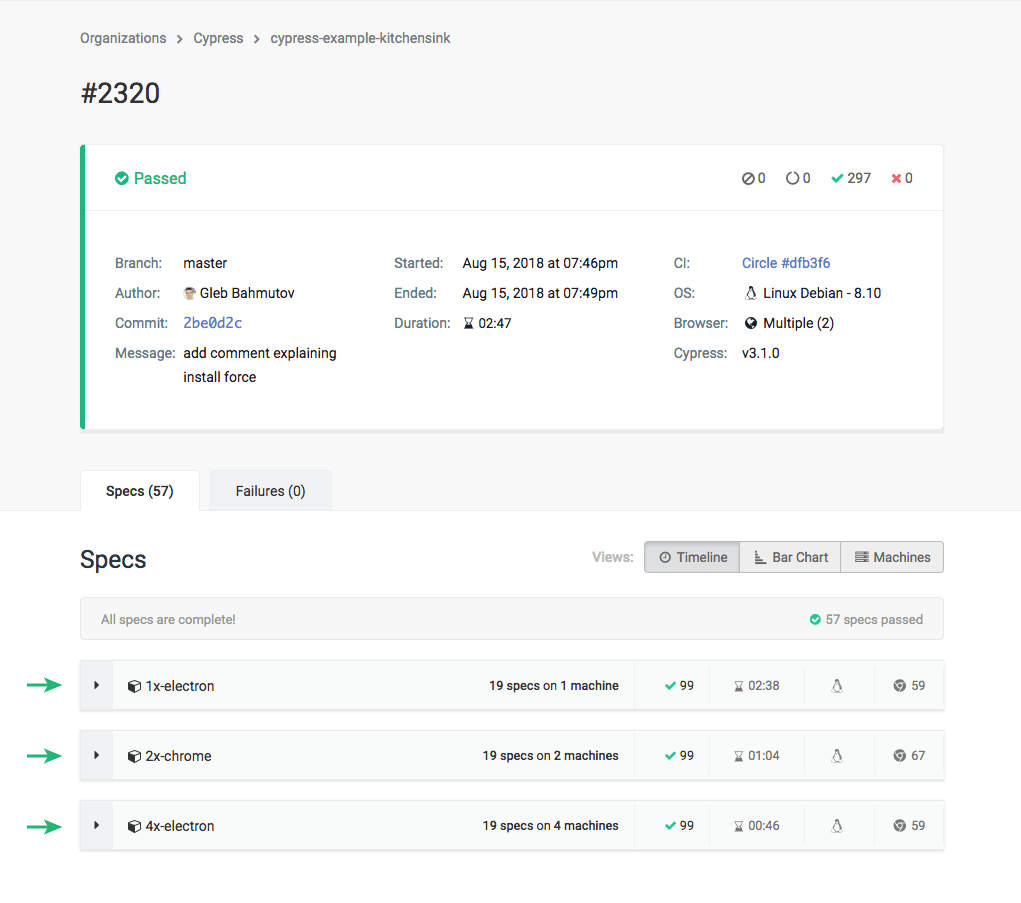 Organizations > Cypress > cypress-example-kitchensink
#2320
Passed 0 0 297 0
Branch: master Started: Aug 15, 2018 at 07:46pm CI: Circle #dfb3f6
Author: Gleb Bahmutov Ended: Aug 15, 2018 at 07:49pm OS: Linux Debian - 8.10
Commit: 2be0d2c Duration: 02:47 Browser: Multiple (2)
Message: add comment explaining Cypress: v3.1.0
install force
Specs (57) Failures (0)
Specs Views: Timeline Bar Chart Machines
All specs are complete! 57 specs passed
1x-electron 19 specs on 1 machine 99 02:38 59
2x-chrome 19 specs on 2 machines 99 01:04 67
4x-electron 19 specs on 4 machines 99 00:46 59